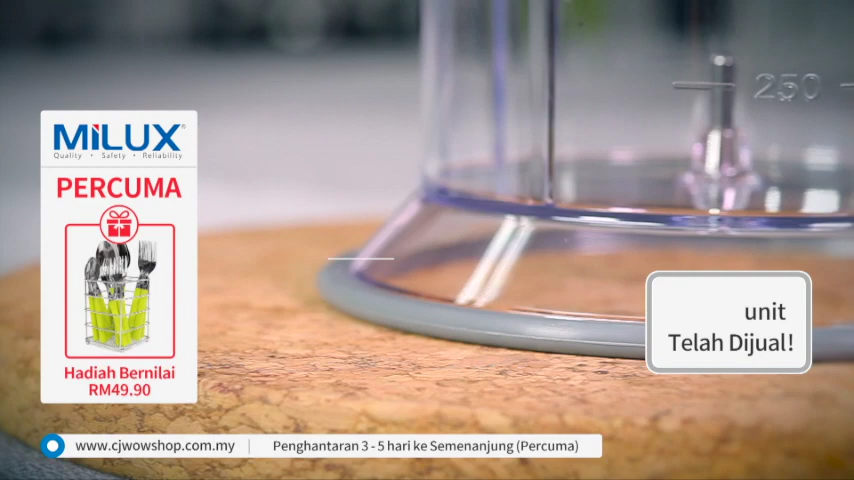 MiLUX®
Quality • Safety • Reliability
PERCUMA
Hadiah Bernilai
RM49.90
250
unit
Telah Dijual!
www.cjwowshop.com.my | Penghantaran 3 - 5 hari ke Semenanjung (Percuma)